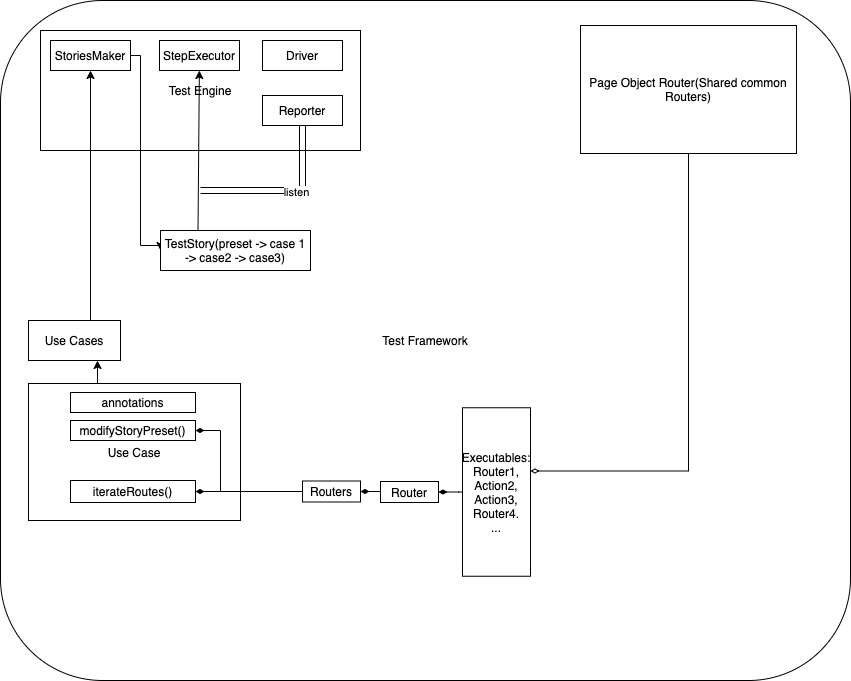 StoriesMaker
StepExecutor
Driver
Test Engine
Reporter
Page Object Router(Shared common
Routers)
listen
TestStory(preset -> case 1
-> case2 -> case3)
Use Cases
Test Framework
annotations
modifyStoryPreset()
Use Case
iterateRoutes()
Routers
Router
Executables:
Router1,
Action2,
Action3,
Router4.
...